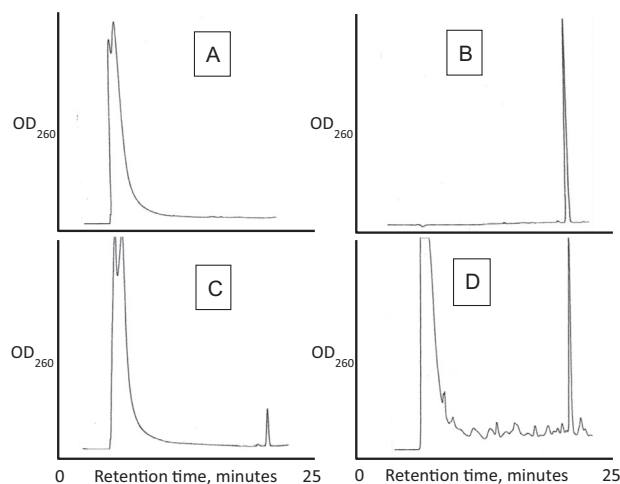 A
B
OD260
OD260
C
D
OD260
OD260
0 Retention time, minutes 25
0 Retention time, minutes 25